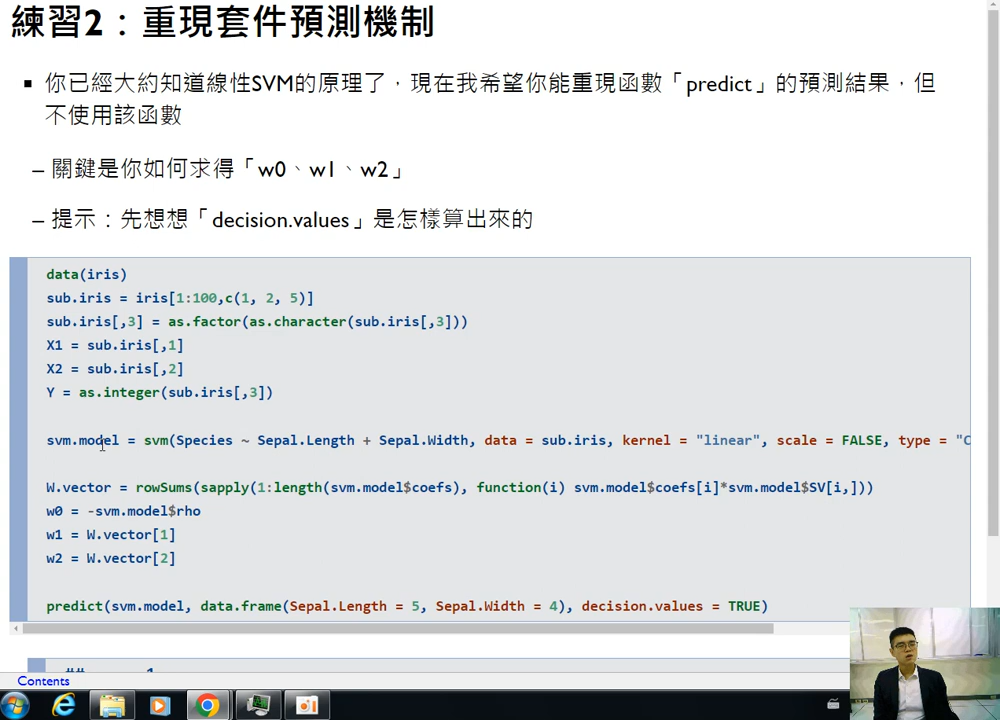 練習2：重現套件預測機制
▪ 你已經大約知道線性SVM的原理了，現在我希望你能重現函數「predict」的預測結果，但
不使用該函數
– 關鍵是你如何求得「w0、w1、w2」
– 提示：先想想「decision.values」是怎樣算出來的
data(iris)
sub.iris = iris[1:100,c(1, 2, 5)]
sub.iris[,3] = as.factor(as.character(sub.iris[,3]))
X1 = sub.iris[,1]
X2 = sub.iris[,2]
Y = as.integer(sub.iris[,3])
svm.model = svm(Species ~ Sepal.Length + Sepal.Width, data = sub.iris, kernel = "linear", scale = FALSE, type = "C
W.vector = rowSums(sapply(1:length(svm.model$coefs), function(i) svm.model$coefs[i]*svm.model$SV[i,]))
w0 = -svm.model$rho
w1 = W.vector[1]
w2 = W.vector[2]
predict(svm.model, data.frame(Sepal.Length = 5, Sepal.Width = 4), decision.values = TRUE)
Contents